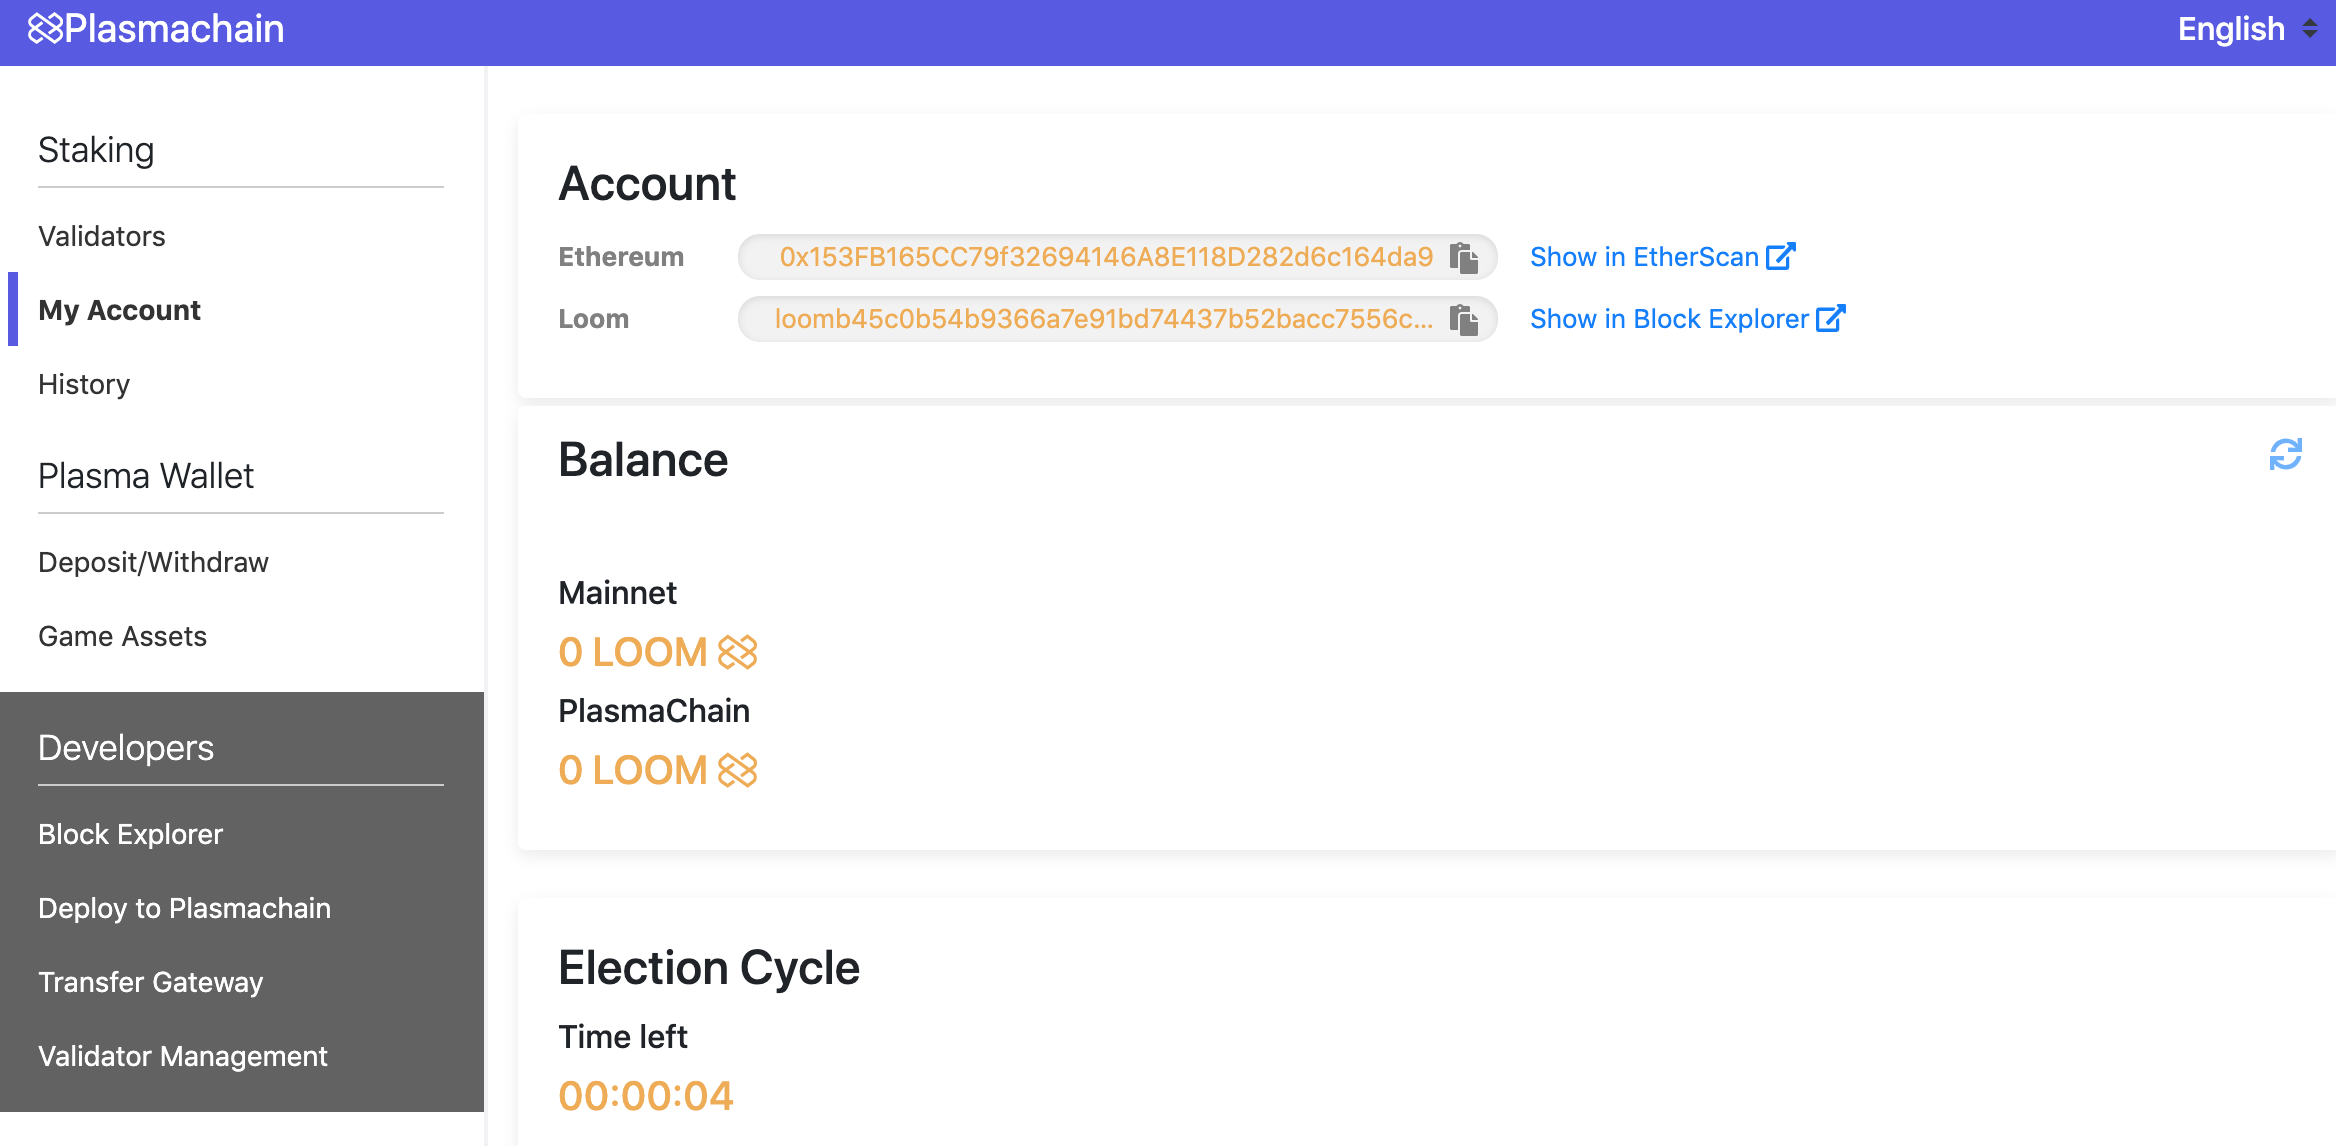 Plasmachain
English
Staking
Validators
My Account
History
Plasma Wallet
Deposit/Withdraw
Game Assets
Developers
Block Explorer
Deploy to Plasmachain
Transfer Gateway
Validator Management
Account
Ethereum 0x153FB165CC79f32694146A8E118D282d6c164da9 Show in EtherScan
Loom loomb45c0b54b9366a7e91bd74437b52bacc7556c... Show in Block Explorer
Balance
Mainnet
0 LOOM
PlasmaChain
0 LOOM
Election Cycle
Time left
00:00:04